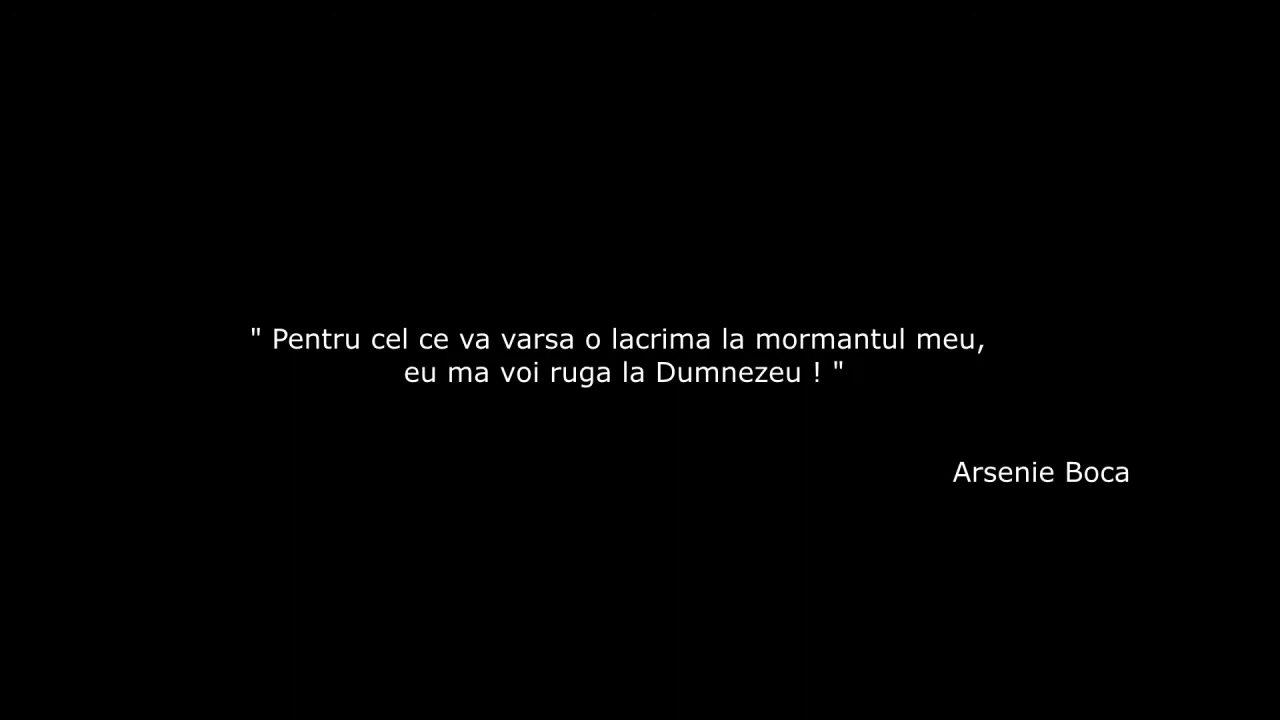 " Pentru cel ce va varsa o lacrima la mormantul meu,
eu ma voi ruga la Dumnezeu ! "
Arsenie Boca